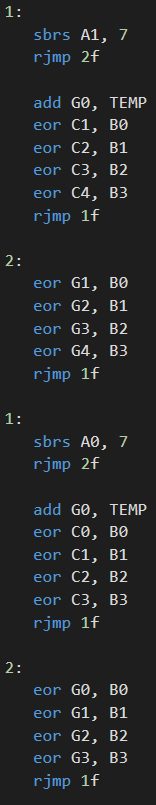 1:
sbrs A1, 7
rjmp 2f
add G0, TEMP
eor C1, B0
eor C2, B1
eor C3, B2
eor C4, B3
rjmp 1f
2:
eor G1, B0
eor G2, B1
eor G3, B2
eor G4, B3
rjmp 1f
1:
sbrs A0, 7
rjmp 2f
add G0, TEMP
eor C0, B0
eor C1, B1
eor C2, B2
eor C3, B3
rjmp 1f
2:
eor G0, B0
eor G1, B1
eor G2, B2
eor G3, B3
rjmp 1f